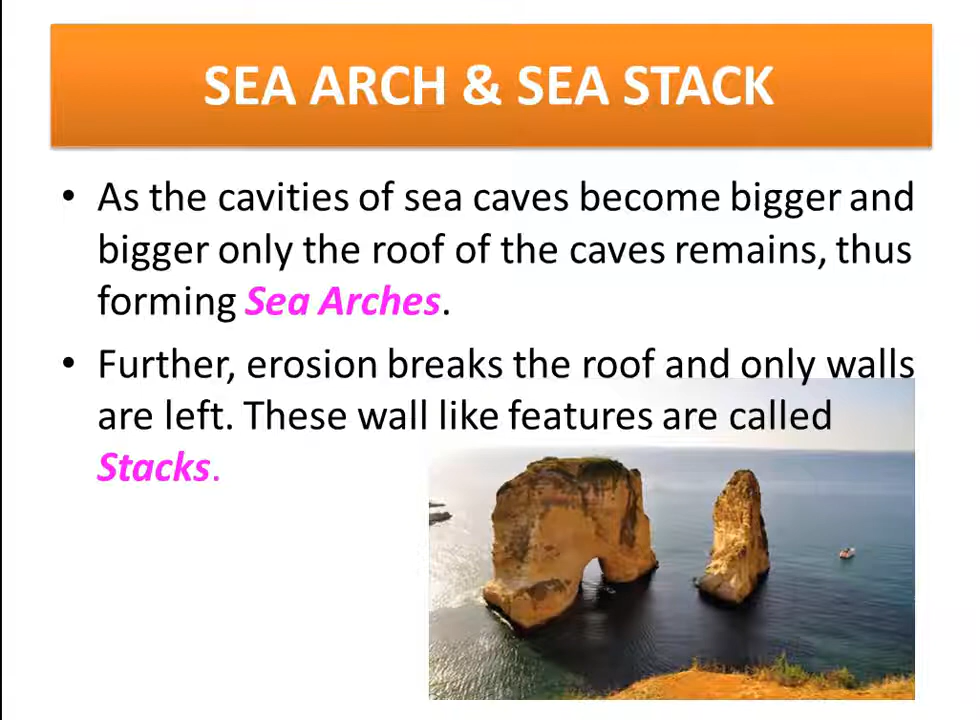 SEA ARCH & SEA STACK
• As the cavities of sea caves become bigger and
bigger only the roof of the caves remains, thus
forming Sea Arches.
• Further, erosion breaks the roof and only walls
are left. These wall like features are called
Stacks.